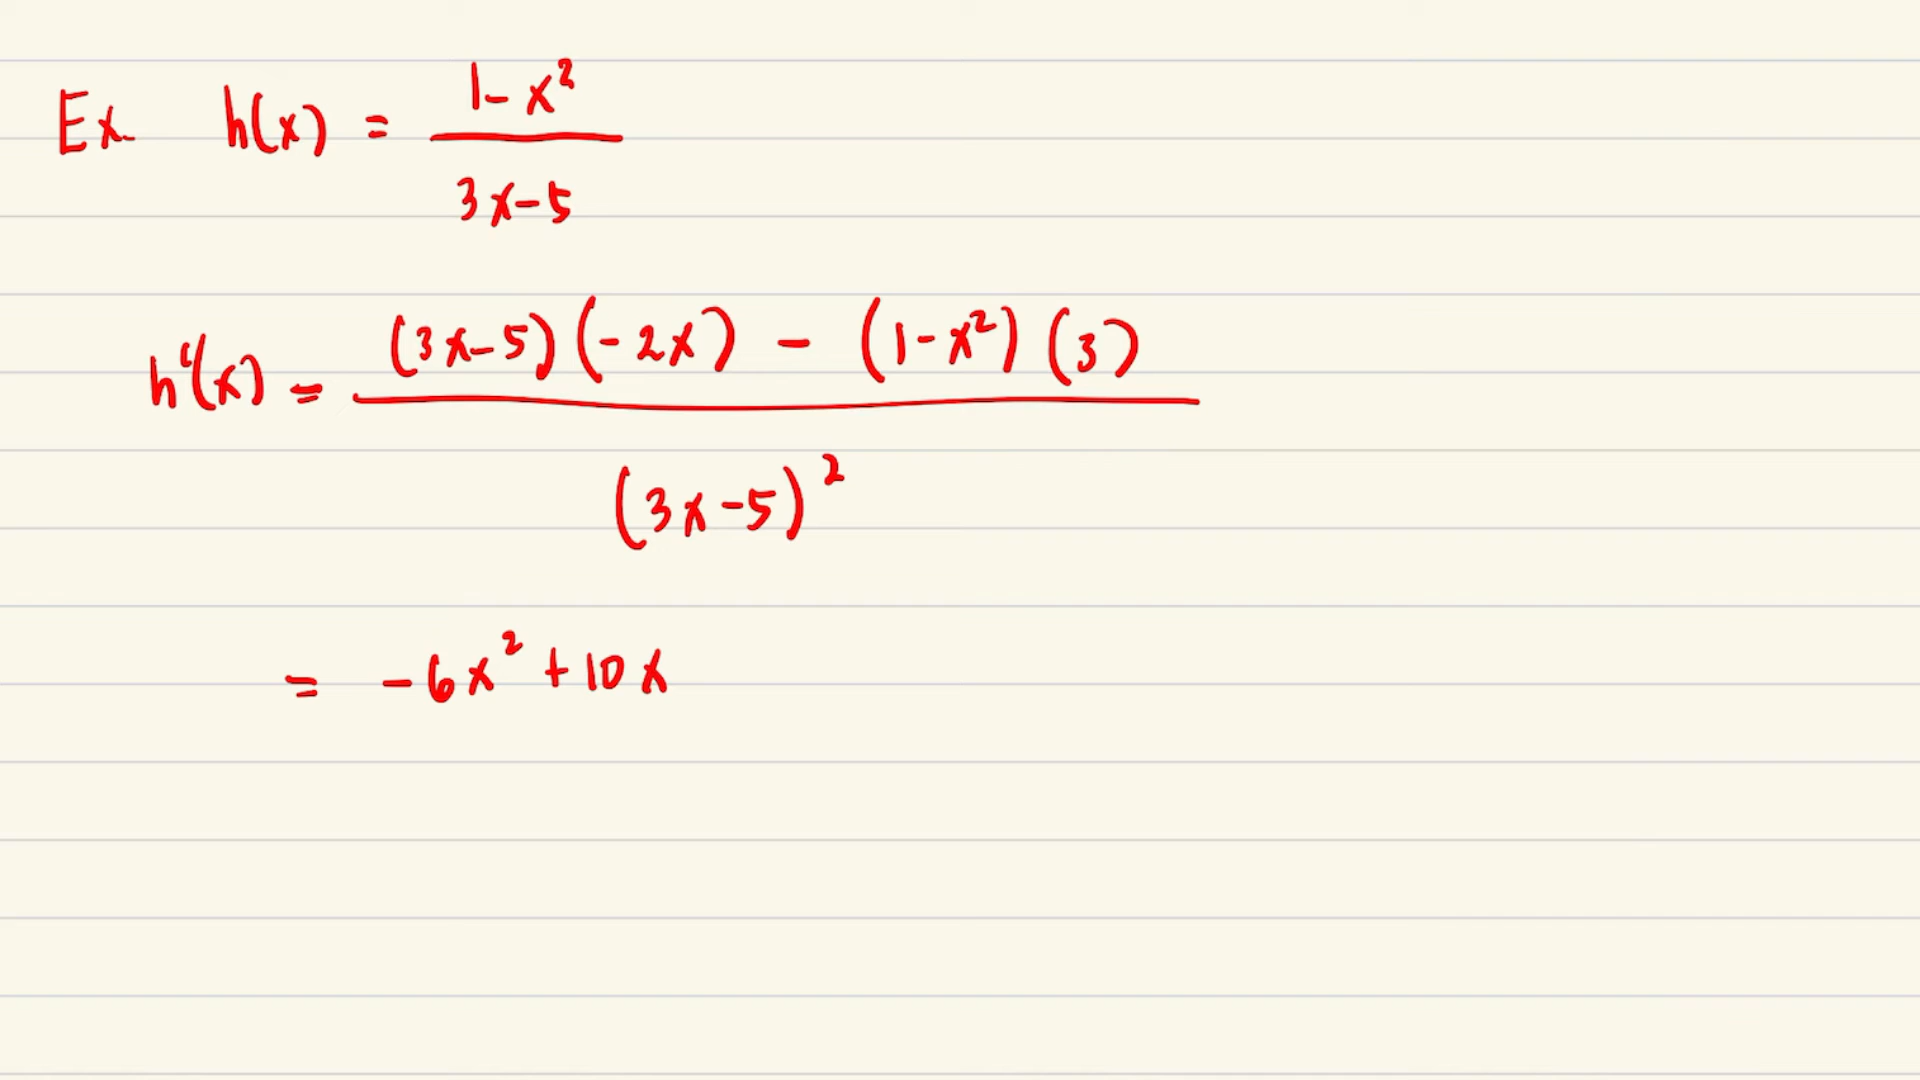 Ex. h(x) = 1-x²
3x-5
h'(x) = (3x-5)(-2x) - (1-x²)(3)
(3x-5)²
= -6x² + 10x